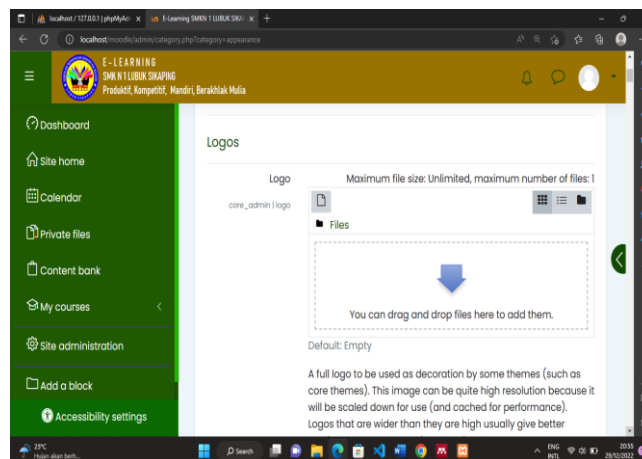 localhost / 127.0.0.1 | phpMyAdm
E-Learning SMKN 1 LUBUK SIKAP
localhost/moodle/admin/category.php?category=appearance
E-LEARNING
SMK N 1 LUBUK SIKAPING
Produktif, Kompetitif, Mandiri, Berakhlak Mulia
Dashboard
Site home
Calendar
Private files
Content bank
My courses
Site administration
Add a block
Accessibility settings
Logos
Logo
core_admin | logo
Maximum file size: Unlimited, maximum number of files: 1
Files
You can drag and drop files here to add them.
Default: Empty
A full logo to be used as decoration by some themes (such as
core themes). This image can be quite high resolution because it
will be scaled down for use (and cached for performance).
Logos that are wider than they are high usually give better
23°C
Hujan akan berh...
Search
ENG
INTL
20:55
29/12/2022